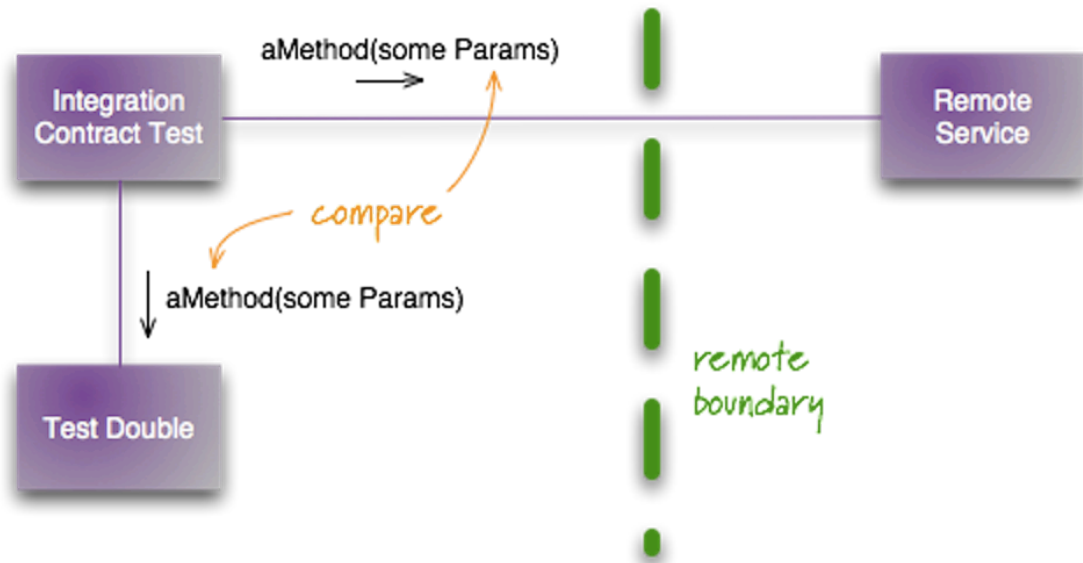 aMethod(some Params)
Integration
Contract Test
Remote
Service
compare
aMethod(some Params)
remote
boundary
Test Double